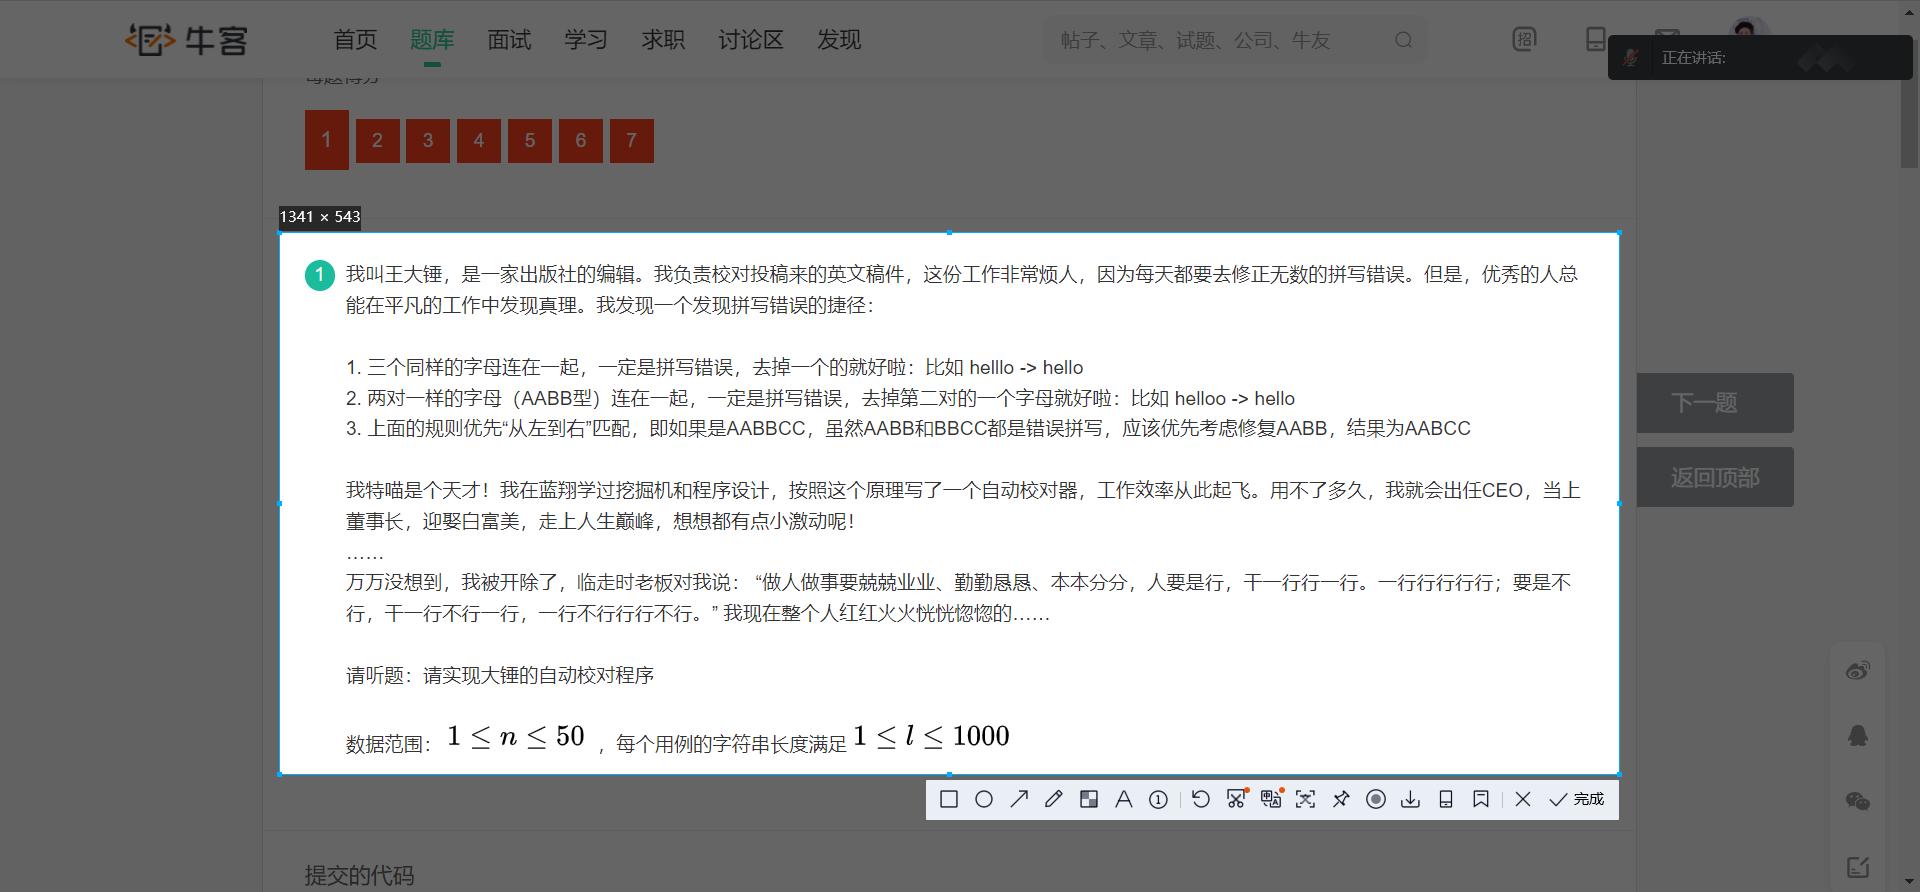 牛客
首页 题库 面试 学习 求职 讨论区 发现
帖子、文章、试题、公司、牛友
招
正在讲话:
每题得分
1 2 3 4 5 6 7
1341 × 543
1 我叫王大锤，是一家出版社的编辑。我负责校对投稿来的英文稿件，这份工作非常烦人，因为每天都要去修正无数的拼写错误。但是，优秀的人总
能在平凡的工作中发现真理。我发现一个发现拼写错误的捷径：
1. 三个同样的字母连在一起，一定是拼写错误，去掉一个的就好啦：比如 helllo -> hello
2. 两对一样的字母（AABB型）连在一起，一定是拼写错误，去掉第二对的一个字母就好啦：比如 helloo -> hello
3. 上面的规则优先“从左到右”匹配，即如果是AABBCC，虽然AABB和BBCC都是错误拼写，应该优先考虑修复AABB，结果为AABCC
下一题
返回顶部
我特喵是个天才！我在蓝翔学过挖掘机和程序设计，按照这个原理写了一个自动校对器，工作效率从此起飞。用不了多久，我就会出任CEO，当上
董事长，迎娶白富美，走上人生巅峰，想想都有点小激动呢！
……
万万没想到，我被开除了，临走时老板对我说： “做人做事要兢兢业业、勤勤恳恳、本本分分，人要是行，干一行行一行。一行行行行行；要是不
行，干一行不行一行，一行不行行行不行。” 我现在整个人红红火火恍恍惚惚的……
请听题：请实现大锤的自动校对程序
数据范围： 1 ≤ n ≤ 50 ，每个用例的字符串长度满足 1 ≤ l ≤ 1000
完成
提交的代码